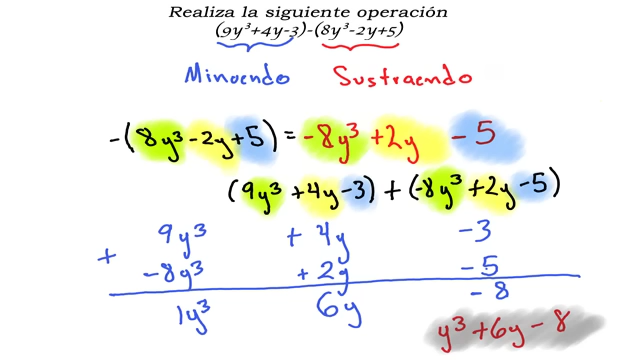 Realiza la siguiente operación
(9y³+4y-3)-(8y³-2y+5)
Minuendo Sustraendo
-(8y³-2y+5)=-8y³+2y -5
(9y³+4y-3)+(-8y³+2y-5)
9y³ +4y -3
+ -8y³ +2y -5
1y³ 6y -8
y³+6y-8